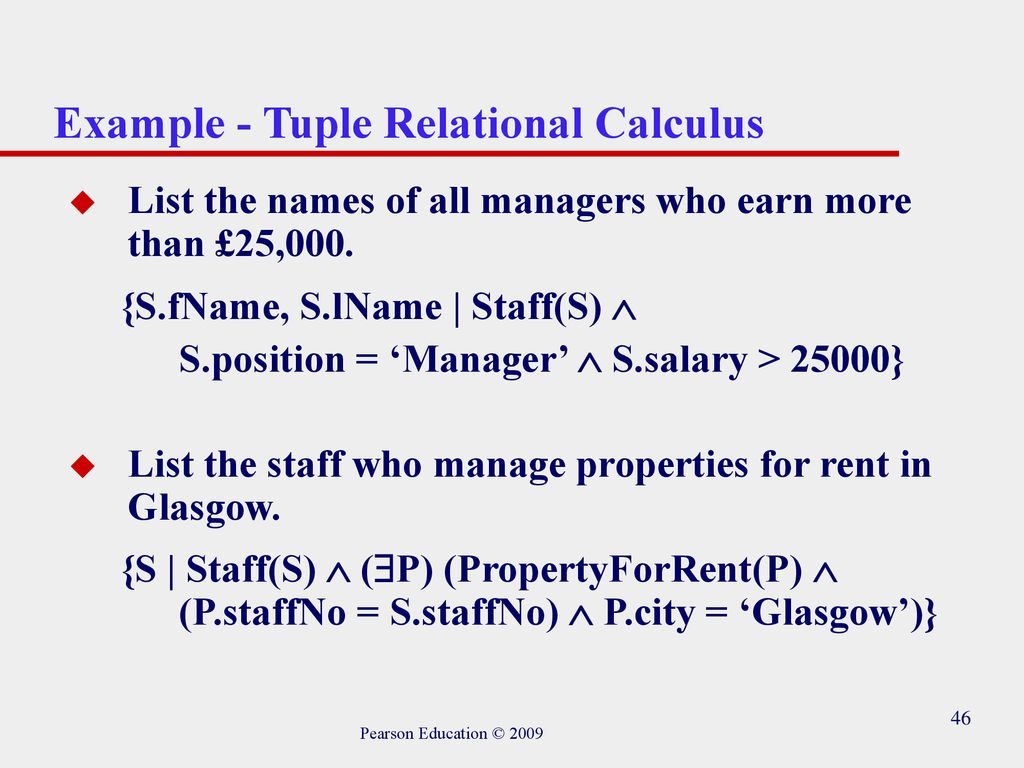 Example - Tuple Relational Calculus
List the names of all managers who earn more
than £25,000.
{S.fName, S.lName | Staff(S) ∧
S.position = ‘Manager’ ∧ S.salary > 25000}
List the staff who manage properties for rent in
Glasgow.
{S | Staff(S) ∧ (∃P) (PropertyForRent(P) ∧
(P.staffNo = S.staffNo) ∧ P.city = ‘Glasgow’)}
46
Pearson Education © 2009